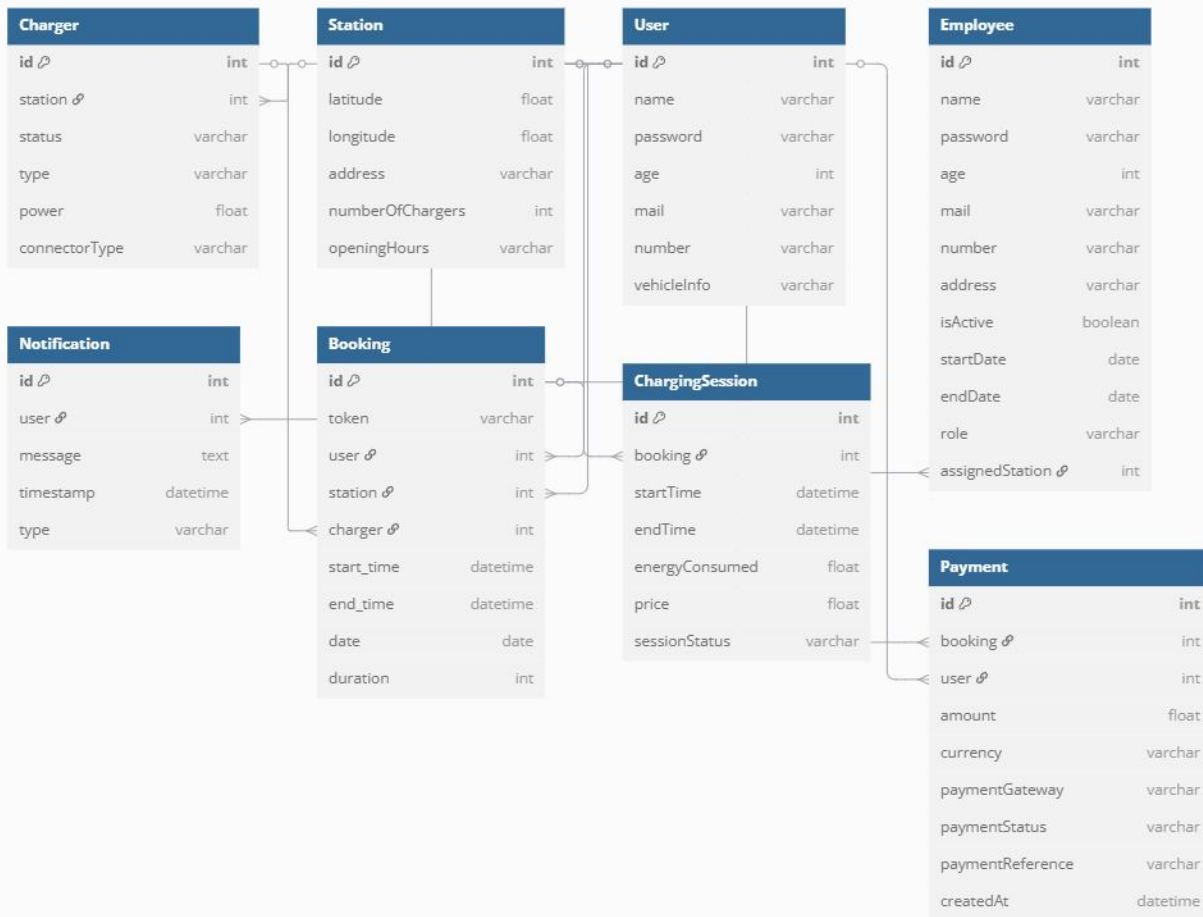 Charger
id int
station int
status varchar
type varchar
power float
connectorType varchar
Station
id int
latitude float
longitude float
address varchar
numberOfChargers int
openingHours varchar
User
id int
name varchar
password varchar
age int
mail varchar
number varchar
vehicleInfo varchar
Employee
id int
name varchar
password varchar
age int
mail varchar
number varchar
address varchar
isActive boolean
startDate date
endDate date
role varchar
assignedStation int
Notification
id int
user int
message text
timestamp datetime
type varchar
Booking
id int
token varchar
user int
station int
charger int
start_time datetime
end_time datetime
date date
duration int
ChargingSession
id int
booking int
startTime datetime
endTime datetime
energyConsumed float
price float
sessionStatus varchar
Payment
id int
booking int
user int
amount float
currency varchar
paymentGateway varchar
paymentStatus varchar
paymentReference varchar
createdAt datetime